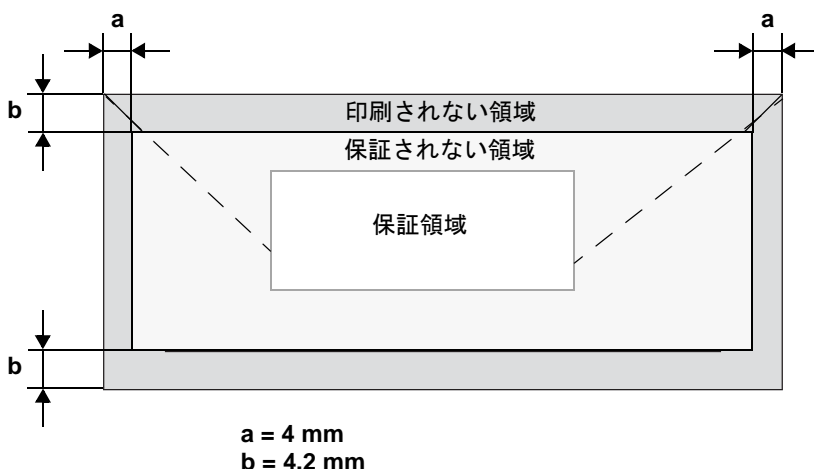 a
a
b
印刷されない領域
保証されない領域
保証領域
b
a = 4 mm
b = 4.2 mm